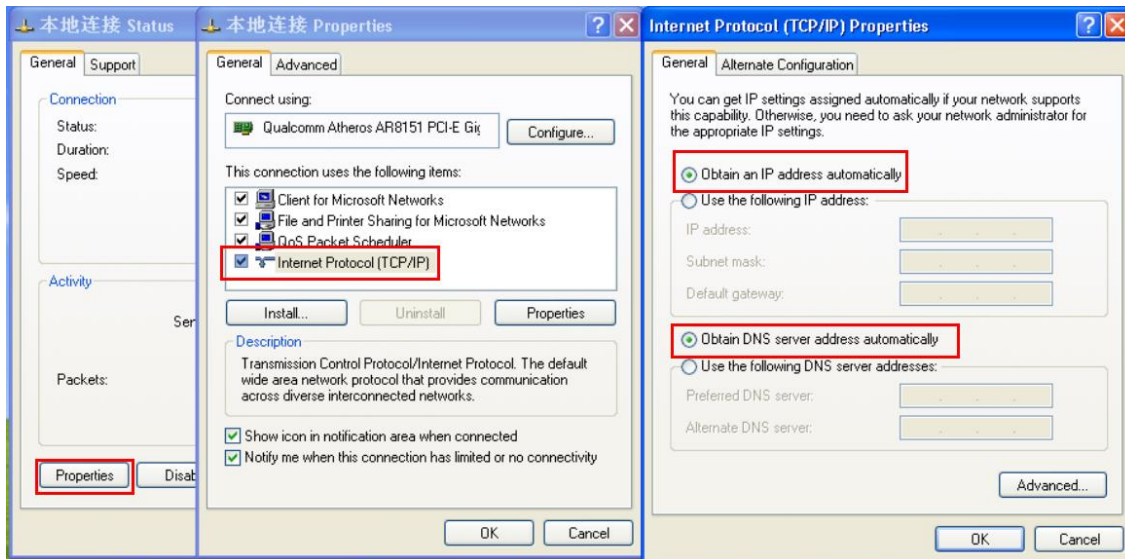 本地连接 Status
General
Support
Connection
Status:
Duration:
Speed:
Activity
Packets:
Properties
本地连接 Properties
General
Advanced
Connect using:
Qualcomm Atheros AR8151 PCI-E
Configure...
This connection uses the following items:
Client for Microsoft Networks
File and Printer Sharing for Microsoft Networks
QoS Packet Scheduler
Internet Protocol (TCP/IP)
Install...
Uninstall
Properties
Description
Transmission Control Protocol/Internet Protocol. The default
wide area network protocol that provides communication
across diverse interconnected networks.
Show icon in notification area when connected
Notify me when this connection has limited or no connectivity
OK
Cancel
Internet Protocol (TCP/IP) Properties
General
Alternate Configuration
You can get IP settings assigned automatically if your network supports
this capability. Otherwise, you need to ask your network administrator for
the appropriate IP settings.
Obtain an IP address automatically
Use the following IP address:
IP address:
Subnet mask:
Default gateway:
Obtain DNS server address automatically
Use the following DNS server addresses:
Preferred DNS server:
Alternate DNS server:
Advanced...
OK
Cancel